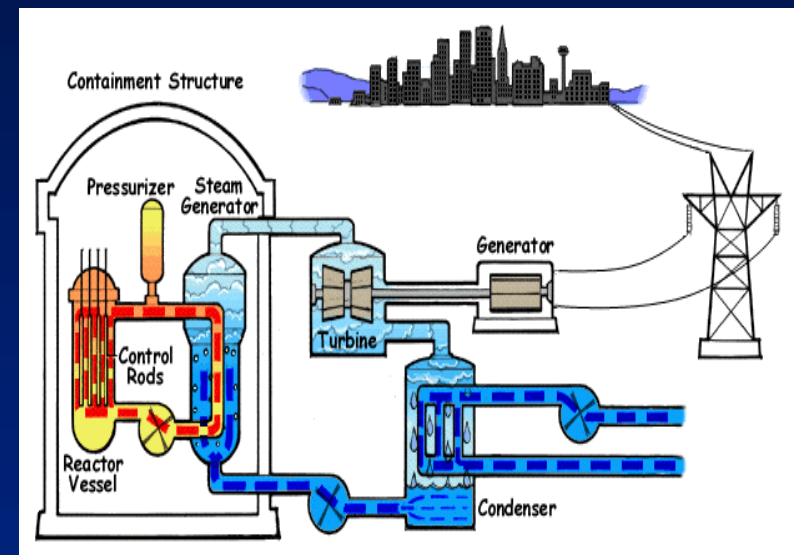 Containment Structure
Pressurizer
Steam
Generator
Generator
Turbine
Control
Rods
Reactor
Vessel
Condenser